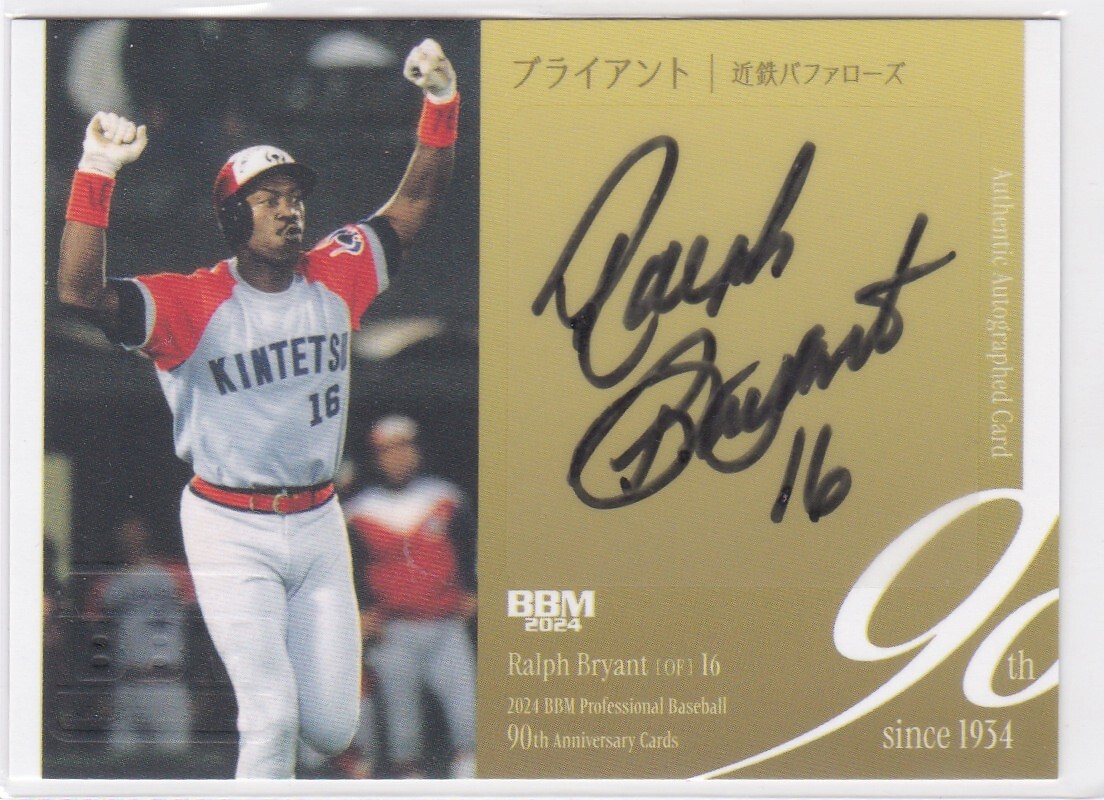 ブライアント | 近鉄バファローズ
Ralph
Bryant
16
Authentic Autographed Card
KINTETSU
16
BBM
2024
Ralph Bryant [OF] 16
2024 BBM Professional Baseball
90th Anniversary Cards
90th
since 1934